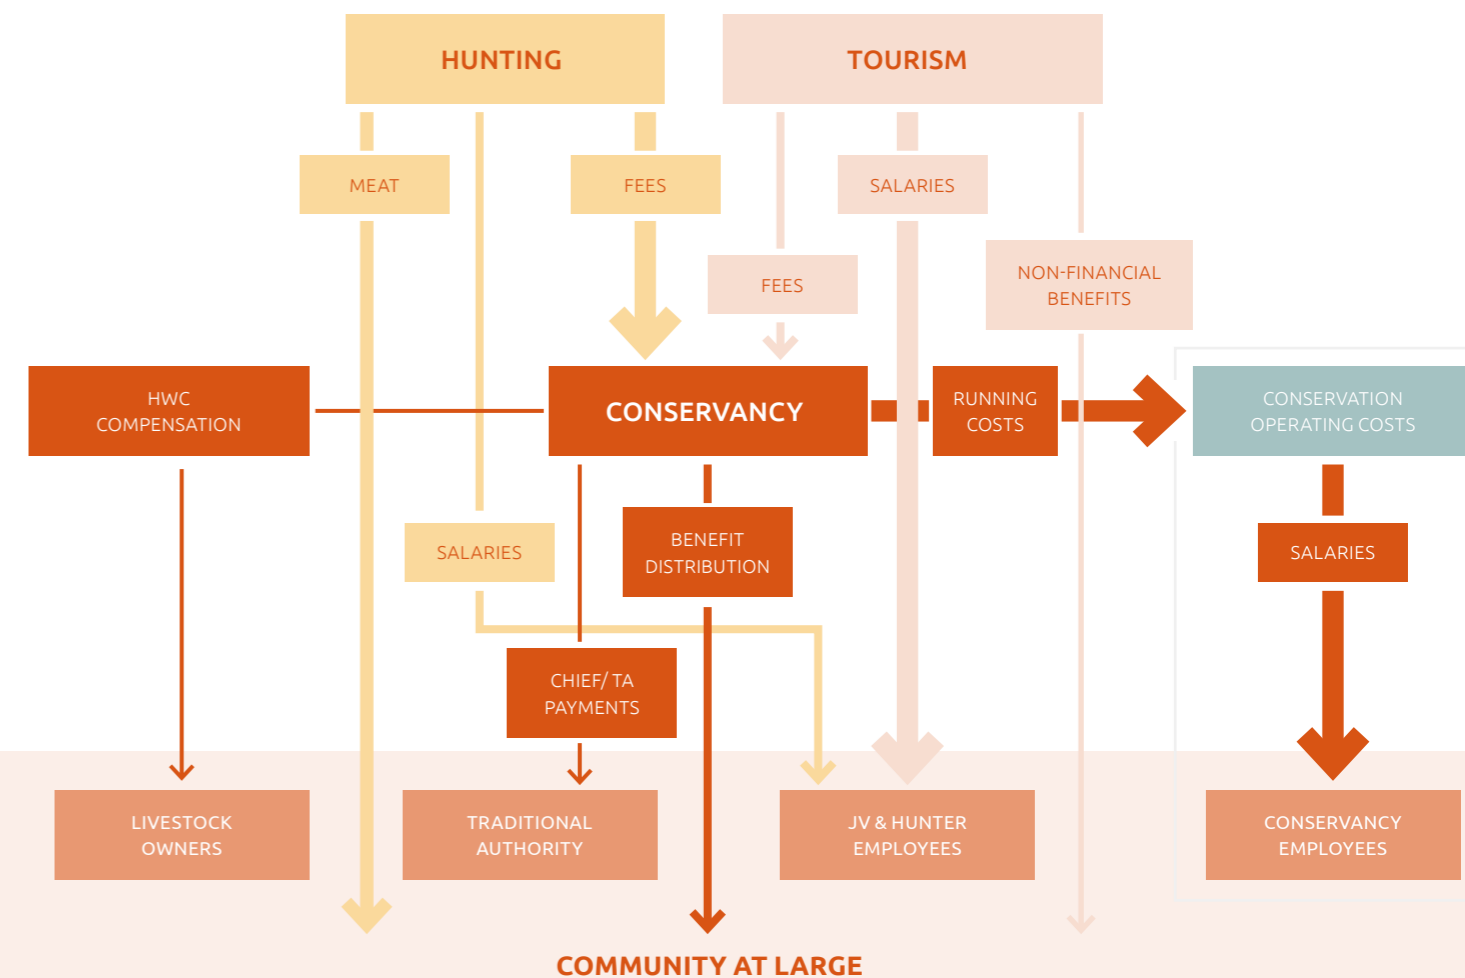 HUNTING
TOURISM
MEAT
FEES
SALARIES
FEES
NON-FINANCIAL
BENEFITS
HWC
COMPENSATION
CONSERVANCY
RUNNING
COSTS
CONSERVATION
OPERATING COSTS
SALARIES
BENEFIT
DISTRIBUTION
SALARIES
CHIEF/ TA
PAYMENTS
LIVESTOCK
OWNERS
TRADITIONAL
AUTHORITY
JV & HUNTER
EMPLOYEES
CONSERVANCY
EMPLOYEES
COMMUNITY AT LARGE